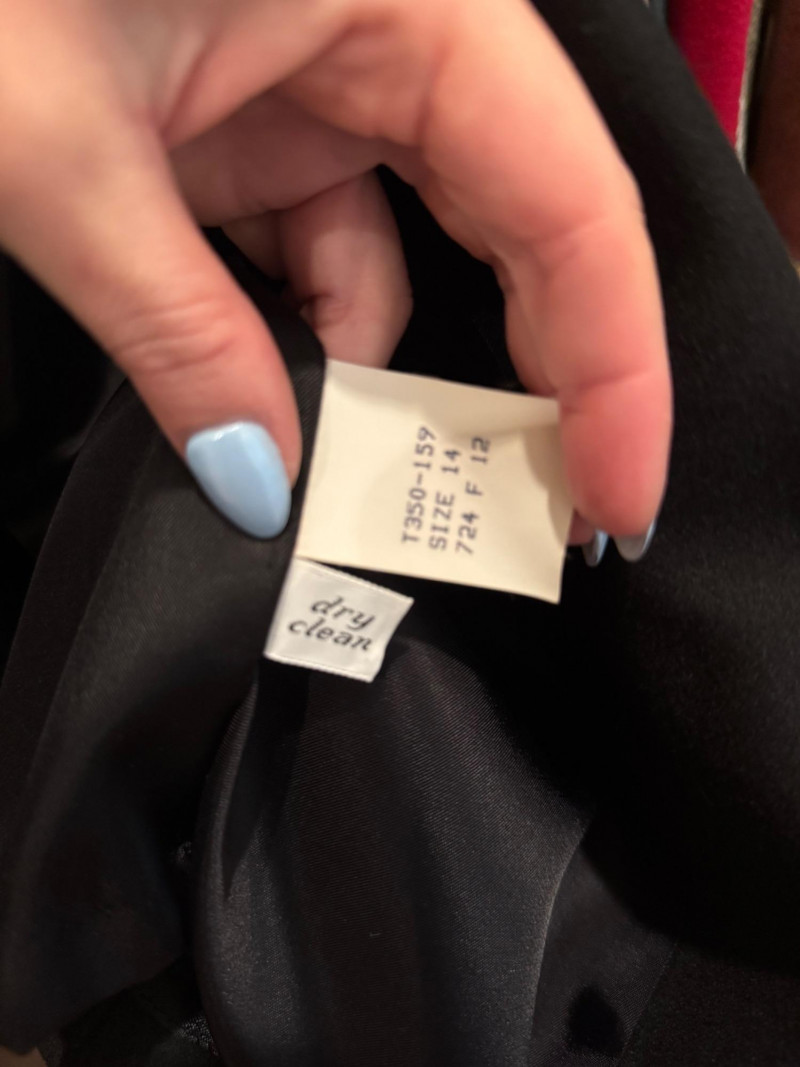 T350-159
SIZE 14
724 F 12
dry
clean